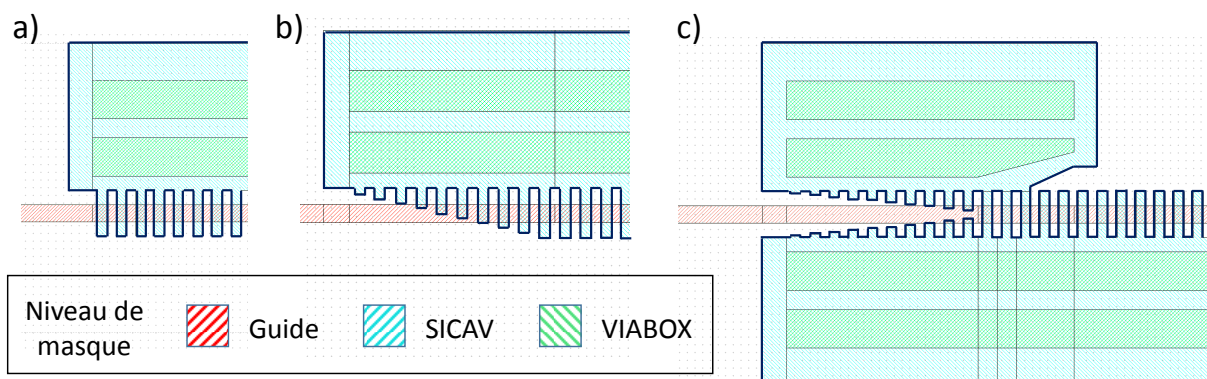 a)
b)
c)
Niveau de
masque
Guide
SICAV
VIABOX